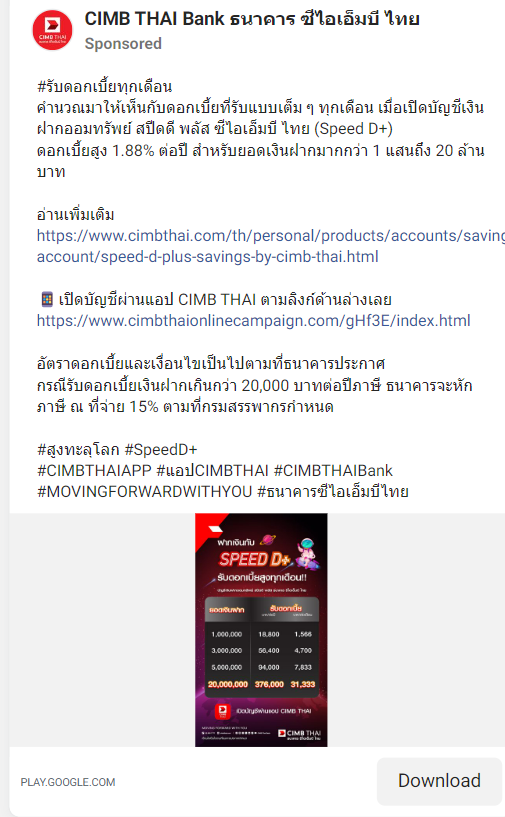 CIMB THAI Bank ธนาคาร ซีไอเอ็มบี ไทย
Sponsored
CIMB THAI
#รับดอกเบี้ยทุกเดือน
คำนวณมาให้เห็นกับดอกเบี้ยที่รับแบบเต็ม ๆ ทุกเดือน เมื่อเปิดบัญชีเงิน
ฝากออมทรัพย์ สปีดดี พลัส ซีไอเอ็มบี ไทย (Speed D+)
ดอกเบี้ยสูง 1.88% ต่อปี สำหรับยอดเงินฝากมากกว่า 1 แสนถึง 20 ล้าน
บาท
อ่านเพิ่มเติม
https://www.cimbthai.com/th/personal/products/accounts/saving
account/speed-d-plus-savings-by-cimb-thai.html
เปิดบัญชีผ่านแอป CIMB THAI ตามลิงก์ด้านล่างเลย
https://www.cimbthaionlinecampaign.com/gHf3E/index.html
อัตราดอกเบี้ยและเงื่อนไขเป็นไปตามที่ธนาคารประกาศ
กรณีรับดอกเบี้ยเงินฝากเกินกว่า 20,000 บาทต่อปีภาษี ธนาคารจะหัก
ภาษี ณ ที่จ่าย 15% ตามที่กรมสรรพากรกำหนด
#สูงทะลุโลก #SpeedD+
#CIMBTHAIAPP #แอปCIMBTHAI #CIMBTHAIBank
#MOVINGFORWARDWITHYOU #ธนาคารซีไอเอ็มบีไทย
ฝากเงินกับ
SPEED D+
รับดอกเบี้ยสูงทุกเดือน!!
ยอดเงินฝาก รับดอกเบี้ย
1,000,000 18,800 1,566
3,000,000 56,400 4,700
5,000,000 94,000 7,833
20,000,000 376,000 31,333
เปิดบัญชีผ่านแอป CIMB THAI
CIMB THAI
PLAY.GOOGLE.COM
Download